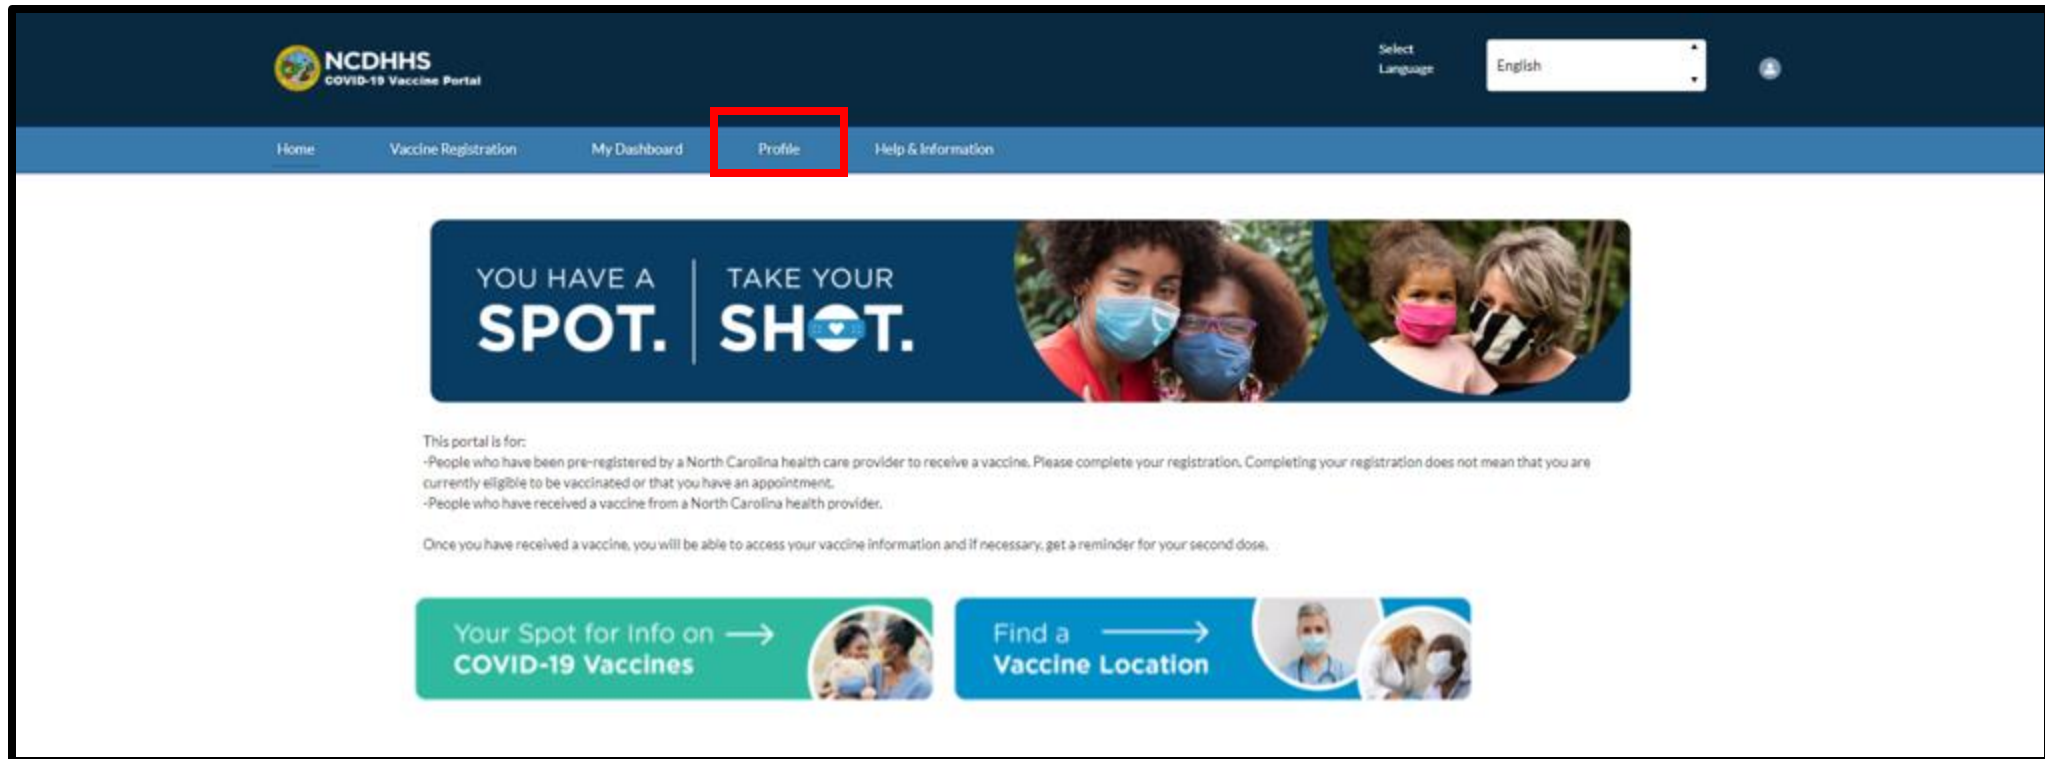 NCDHHS
COVID-19 Vaccine Portal
Select
Language
English
Home Vaccine Registration My Dashboard Profile Help & Information
YOU HAVE A
SPOT.
TAKE YOUR
SHOT.
This portal is for:
-People who have been pre-registered by a North Carolina health care provider to receive a vaccine. Please complete your registration. Completing your registration does not mean that you are
currently eligible to be vaccinated or that you have an appointment.
-People who have received a vaccine from a North Carolina health provider.
Once you have received a vaccine, you will be able to access your vaccine information and if necessary, get a reminder for your second dose.
Your Spot for Info on
COVID-19 Vaccines
Find a
Vaccine Location